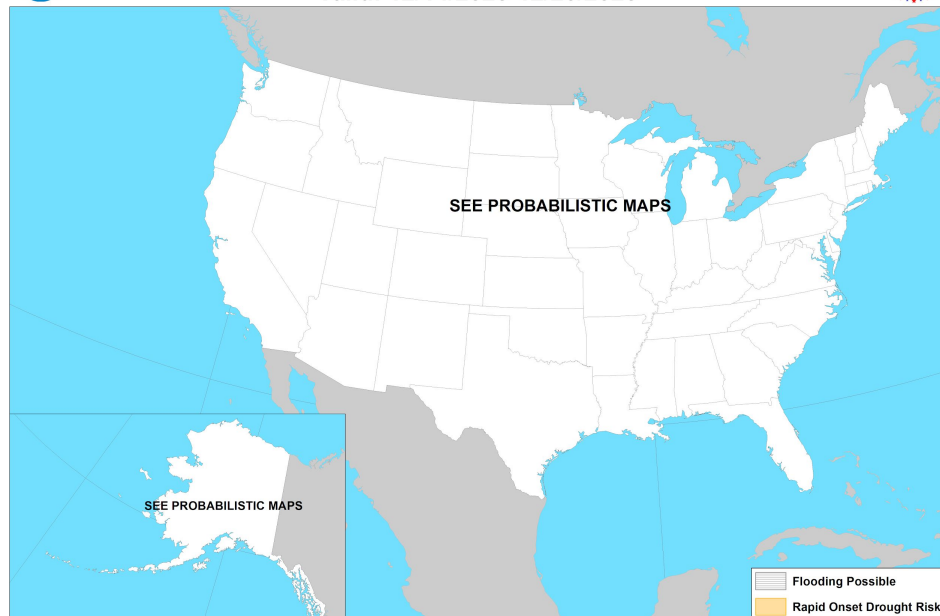 SEE PROBABILISTIC MAPS
SEE PROBABILISTIC MAPS
Flooding Possible
Rapid Onset Drought Risk